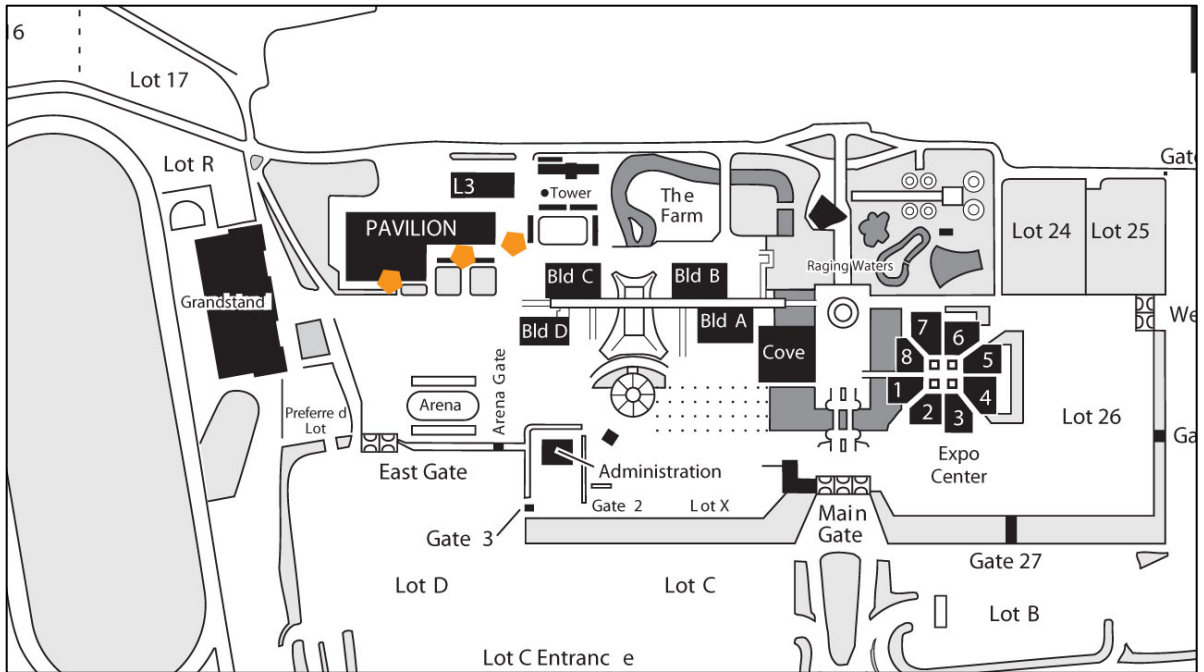 16
Lot 17
Lot R
L3
Tower
The
Farm
PAVILION
Lot 24
Lot 25
Gate
Raging Waters
Bld C
Bld B
Grandstand
Bld D
Bld A
Cove
We
7
6
8
5
1
4
2
3
Arena Gate
Arena
Preferre d
Lot
Lot 26
Ga
Expo
Center
East Gate
Administration
Gate 2
Lot X
Main
Gate
Gate 3
Gate 27
Lot D
Lot C
Lot B
Lot C Entranc e